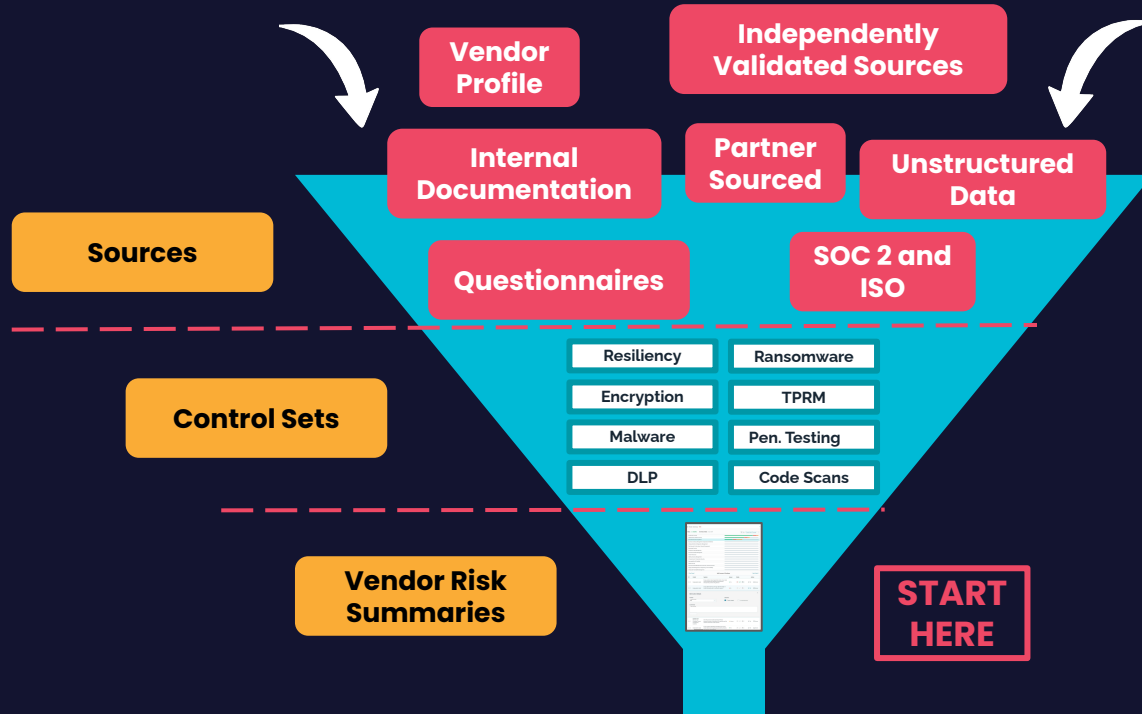 Vendor
Profile
Independently
Validated Sources
Internal
Documentation
Partner
Sourced
Unstructured
Data
Sources
Questionnaires
SOC 2 and
ISO
Resiliency
Ransomware
Encryption
TPRM
Control Sets
Malware
Pen. Testing
DLP
Code Scans
Vendor Risk
Summaries
START
HERE